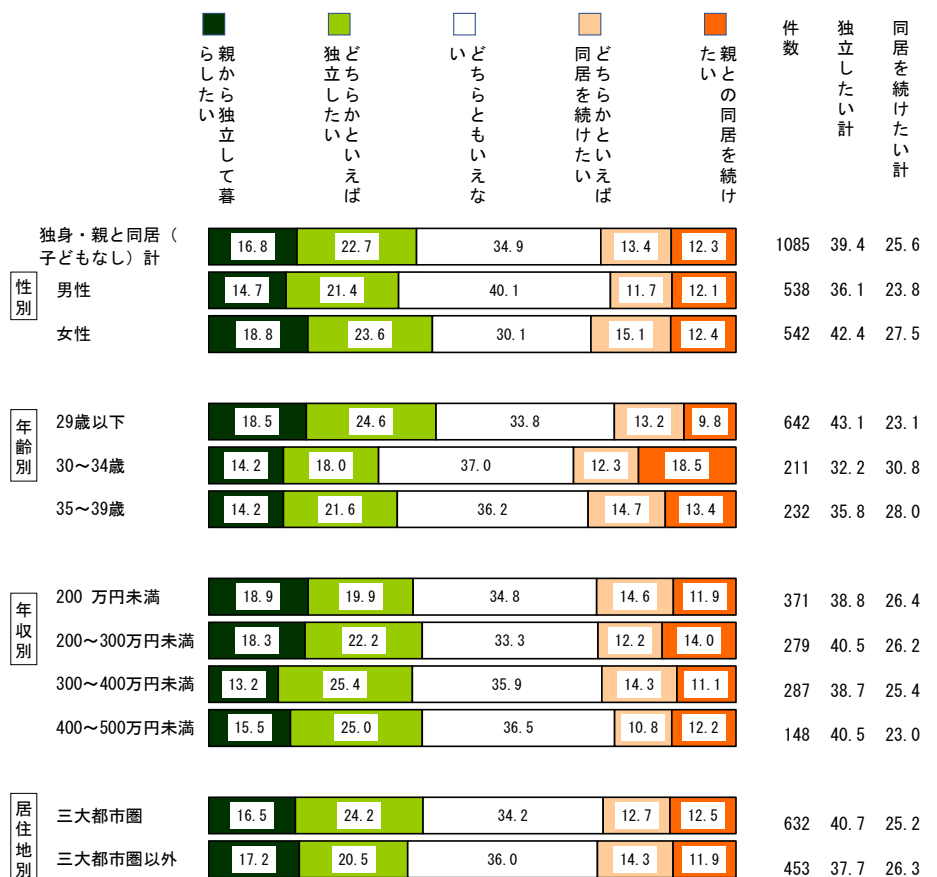 親から独立して暮
らしたい
どちらかといえば
独立したい
どちらともいえな
い
どちらかといえば
同居を続けたい
親との同居を続け
たい
件数
独立したい計
同居を続けたい計
独身・親と同居（
子どもなし）計
16.8 22.7 34.9 13.4 12.3 1085 39.4 25.6
性別
男性 14.7 21.4 40.1 11.7 12.1 538 36.1 23.8
女性 18.8 23.6 30.1 15.1 12.4 542 42.4 27.5
年齢別
29歳以下 18.5 24.6 33.8 13.2 9.8 642 43.1 23.1
30～34歳 14.2 18.0 37.0 12.3 18.5 211 32.2 30.8
35～39歳 14.2 21.6 36.2 14.7 13.4 232 35.8 28.0
年収別
200 万円未満 18.9 19.9 34.8 14.6 11.9 371 38.8 26.4
200～300万円未満 18.3 22.2 33.3 12.2 14.0 279 40.5 26.2
300～400万円未満 13.2 25.4 35.9 14.3 11.1 287 38.7 25.4
400～500万円未満 15.5 25.0 36.5 10.8 12.2 148 40.5 23.0
居住地別
三大都市圏 16.5 24.2 34.2 12.7 12.5 632 40.7 25.2
三大都市圏以外 17.2 20.5 36.0 14.3 11.9 453 37.7 26.3